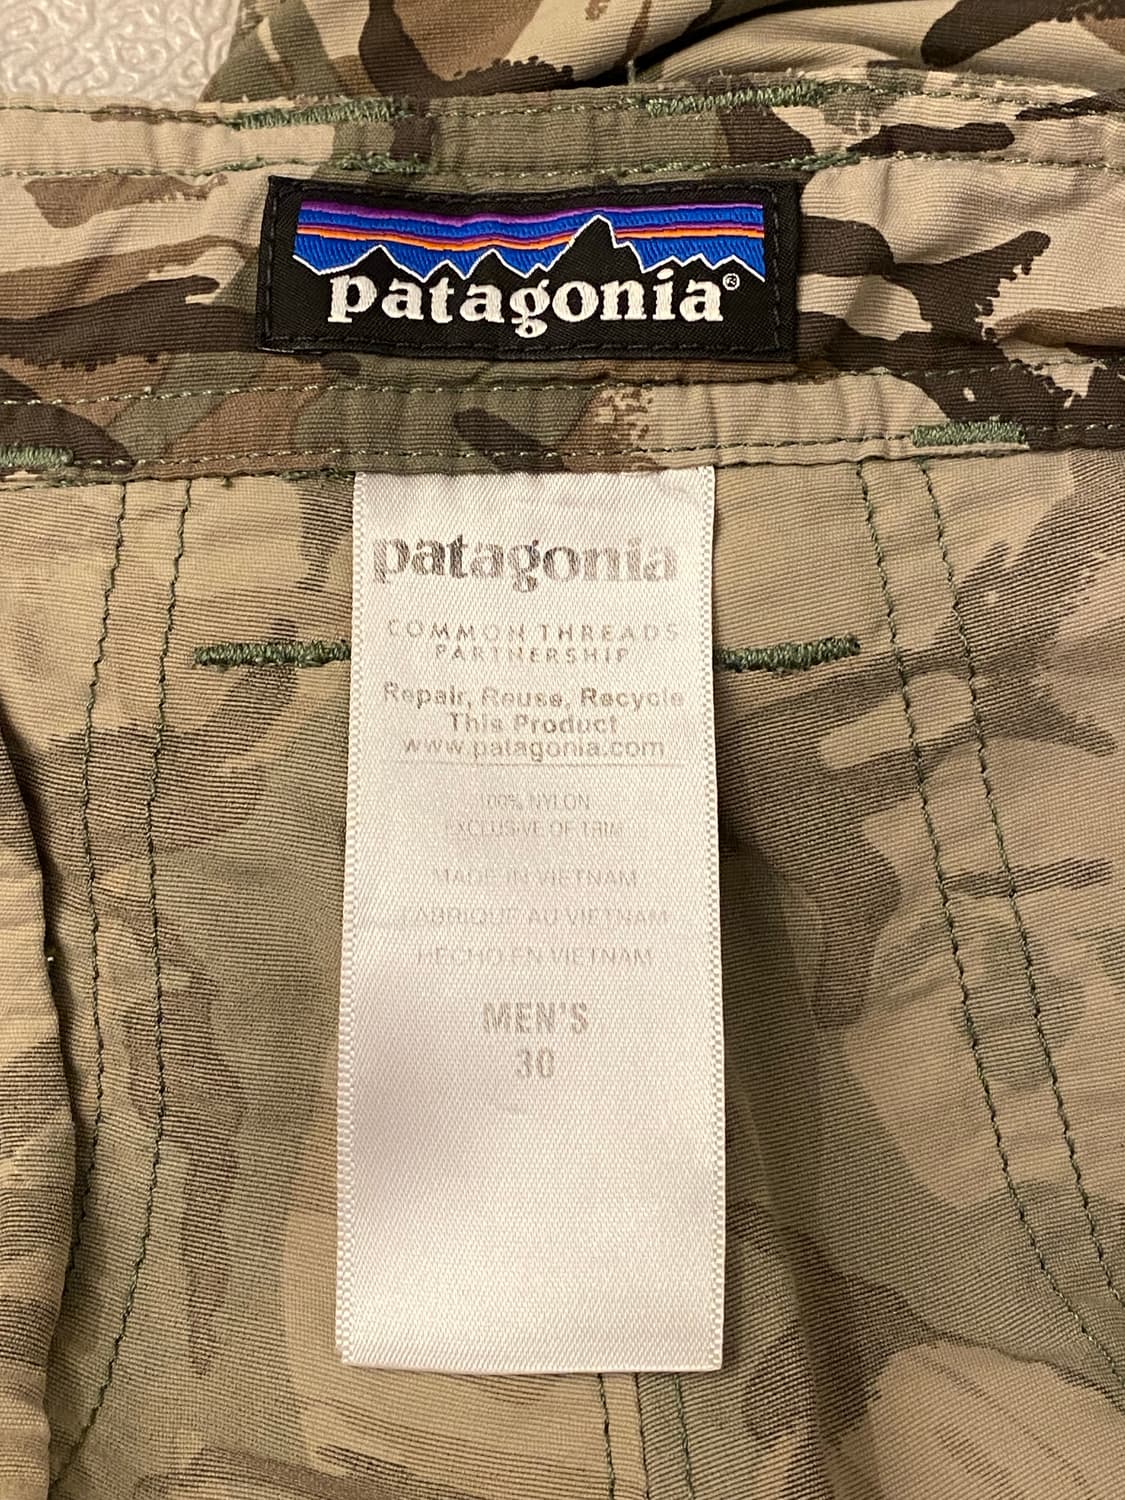 patagonia®
patagonia
COMMON THREADS
PARTNERSHIP
Repair, Reuse, Recycle
This Product
www.patagonia.com
100% NYLON
EXCLUSIVE OF TRIM
MADE IN VIETNAM
FABRIQUE AU VIETNAM
HECHO EN VIETNAM
MEN'S
30